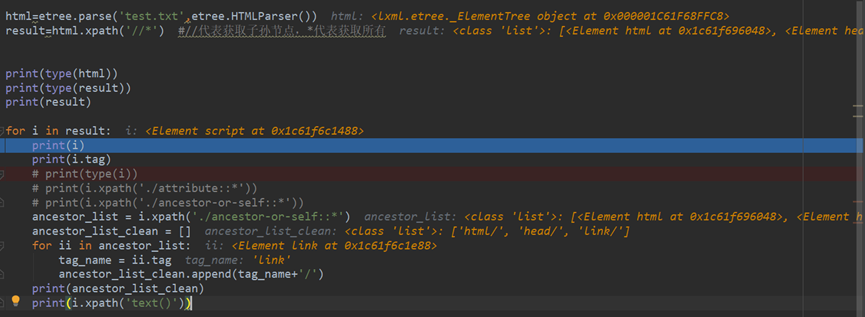 html=etree.parse('test.txt',etree.HTMLParser()) html: <lxml.etree._ElementTree object at 0x000001C61F68FFC8>
result=html.xpath('//*') #//代表获取子孙节点，*代表获取所有 result: <class 'list'>: [<Element html at 0x1c61f696048>, <Element hea
print(type(html))
print(type(result))
print(result)
for i in result: i: <Element script at 0x1c61f6c1488>
print(i)
print(i.tag)
# print(type(i))
# print(i.xpath('./attribute::*'))
# print(i.xpath('./ancestor-or-self::*'))
ancestor_list = i.xpath('./ancestor-or-self::*') ancestor_list: <class 'list'>: [<Element html at 0x1c61f696048>, <Element h
ancestor_list_clean = [] ancestor_list_clean: <class 'list'>: ['html/', 'head/', 'link/']
for ii in ancestor_list: ii: <Element link at 0x1c61f6c1e88>
tag_name = ii.tag tag_name: 'link'
ancestor_list_clean.append(tag_name+'/')
print(ancestor_list_clean)
print(i.xpath('text()'))